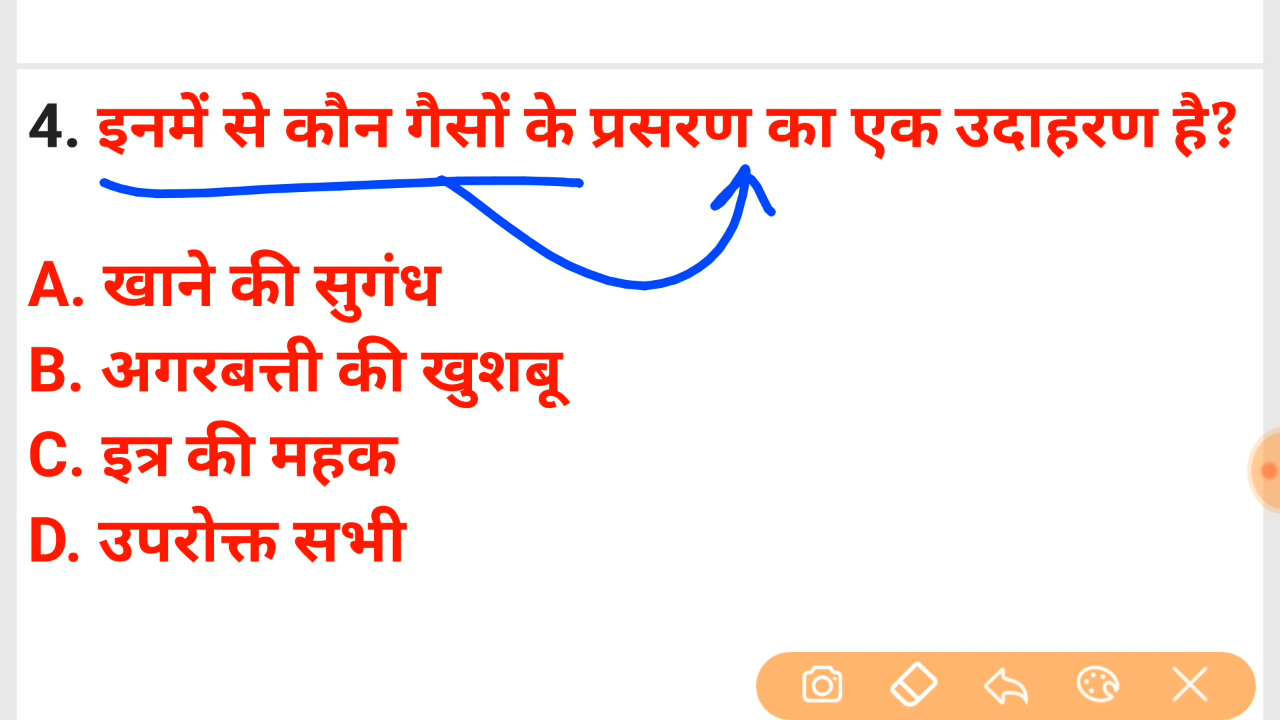 4. इनमें से कौन गैसों के प्रसरण का एक उदाहरण है?
A. खाने की सुगंध
B. अगरबत्ती की खुशबू
C. इत्र की महक
D. उपरोक्त सभी